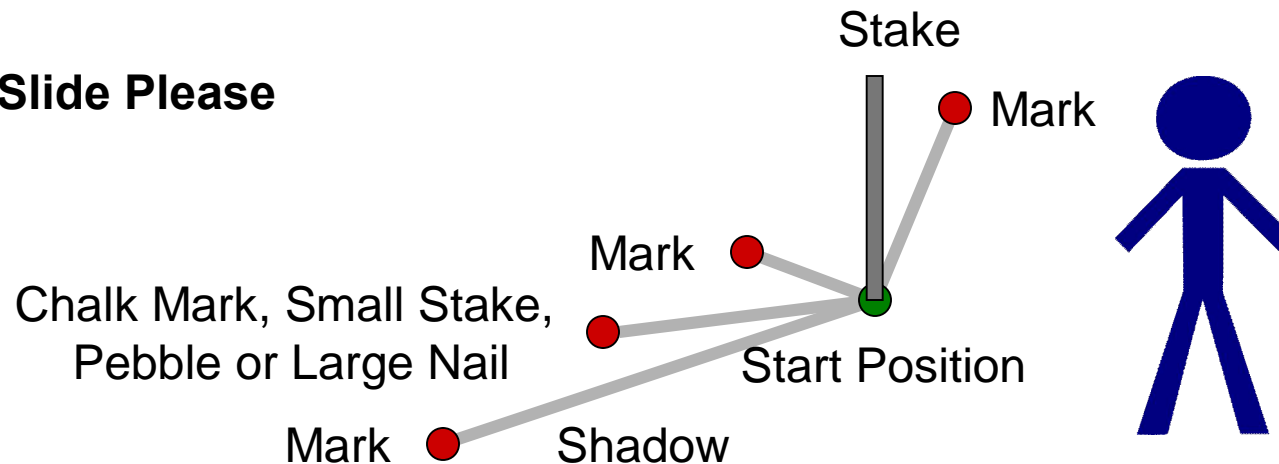 Stake
Slide Please
Mark
Mark
Chalk Mark, Small Stake,
Pebble or Large Nail
Start Position
Mark
Shadow